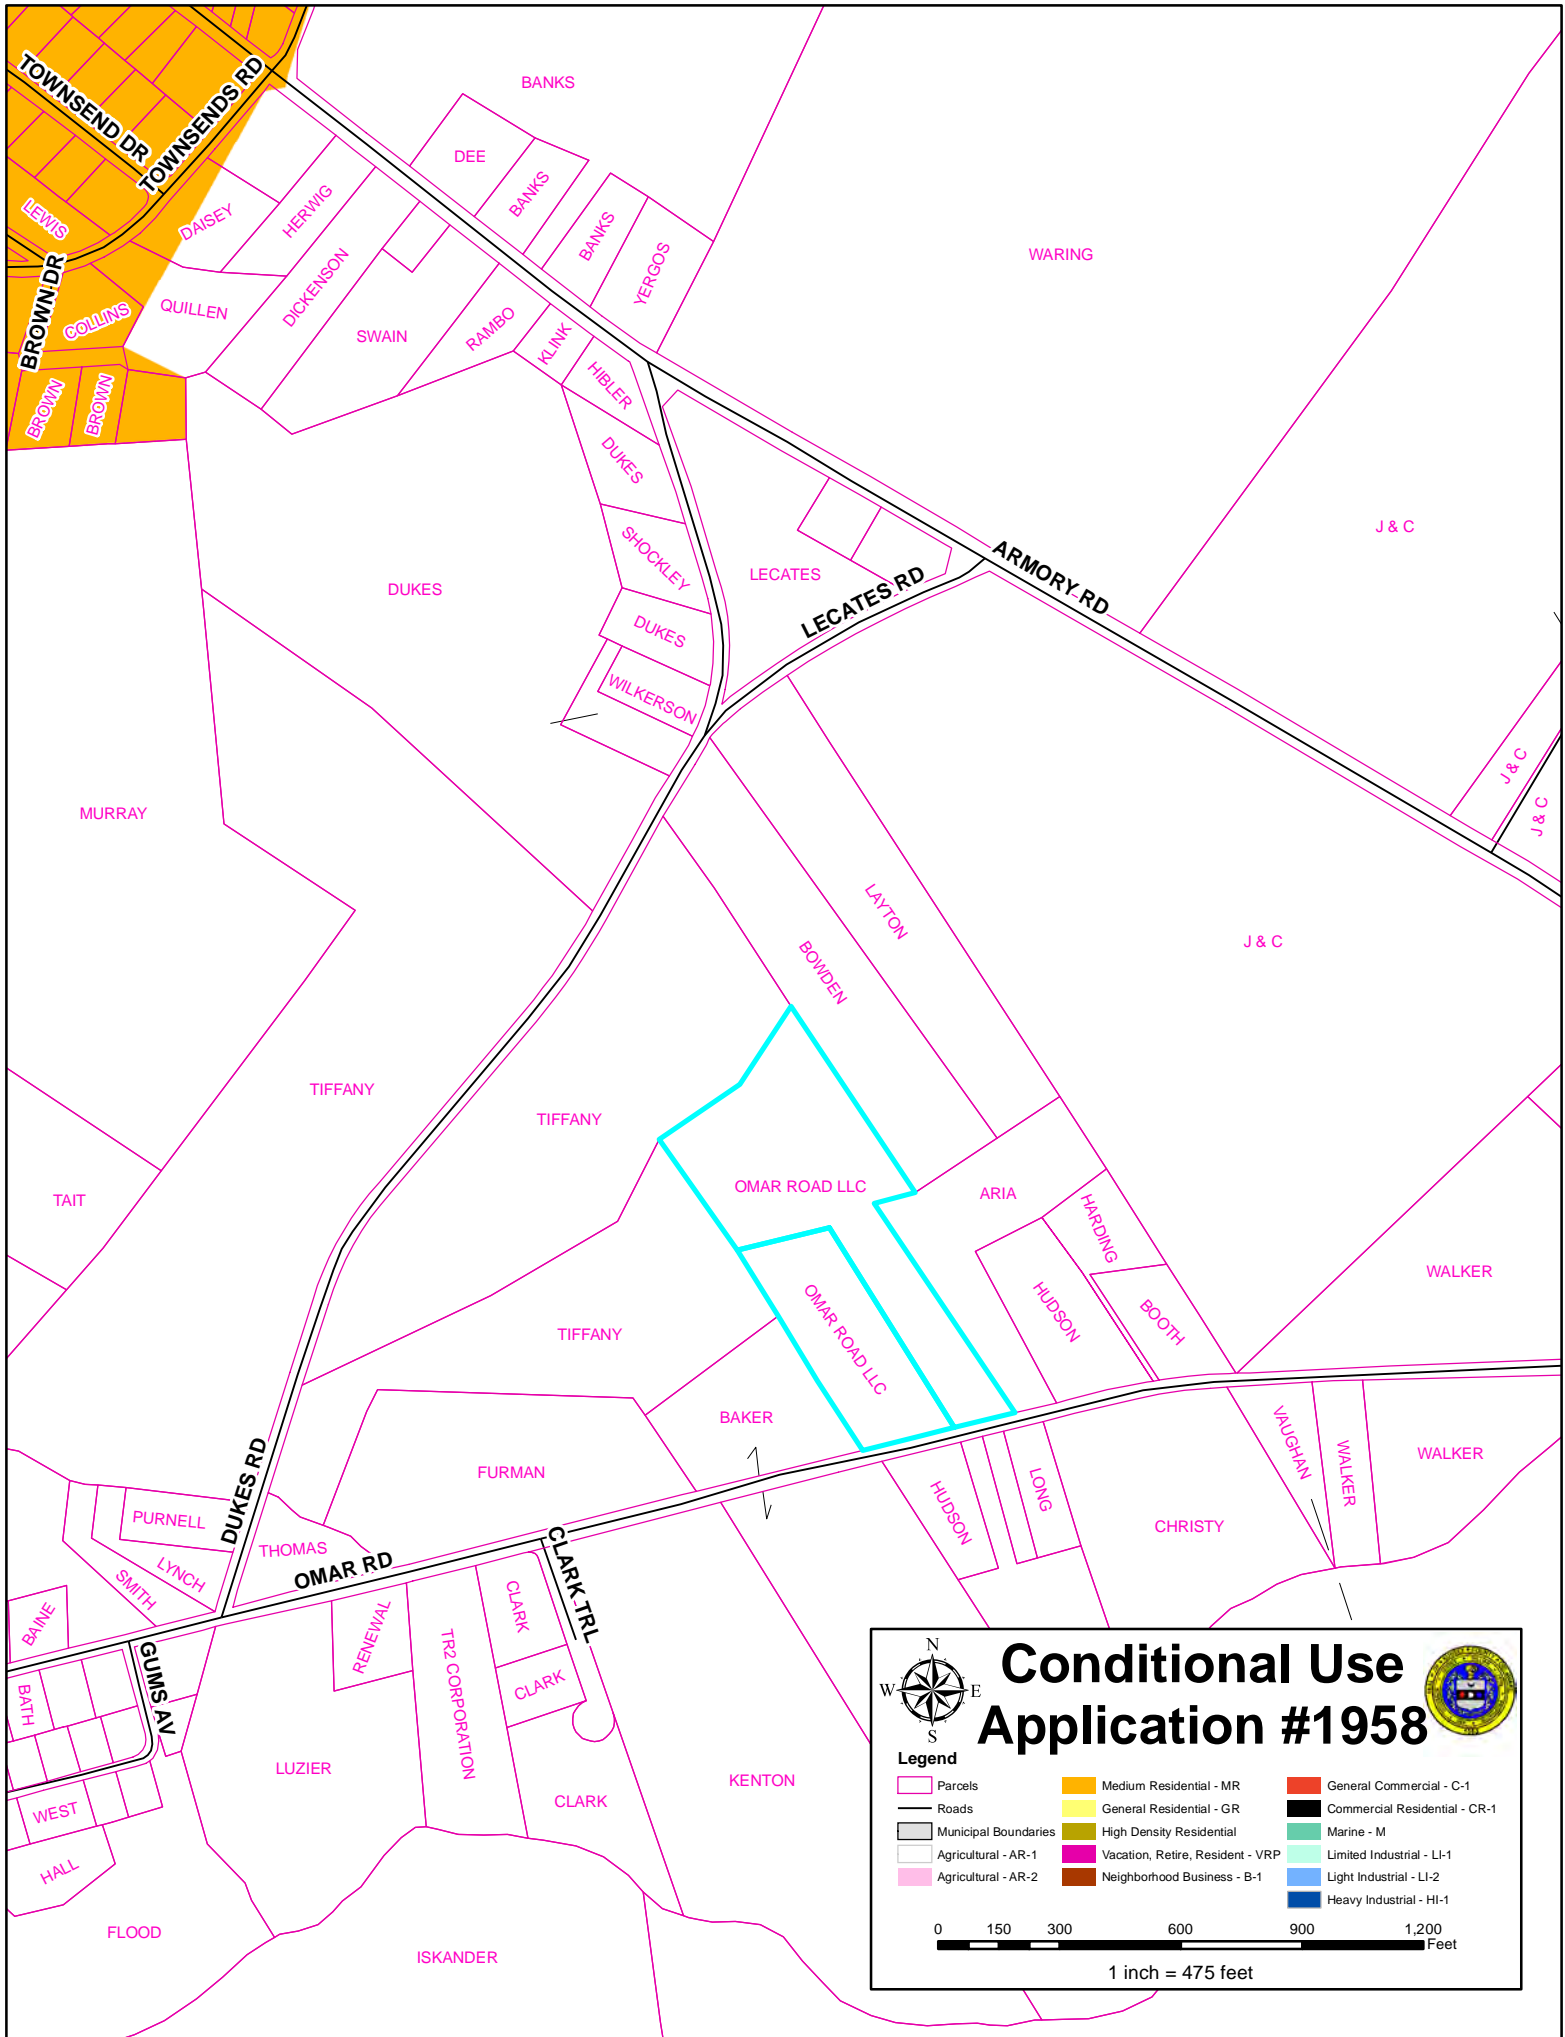 BANKS
TOWNSEND DR
TOWNSENDS RD
DEE
BANKS
LEWIS
DAISEY
HERWIG
BANKS
YERGOS
WARING
BROWN DR
COLLINS
QUILLEN
DICKENSON
SWAIN
RAMBO
KLINK
HIBLER
BROWN
BROWN
DUKES
J & C
SHOCKLEY
LECATES
ARMORY RD
DUKES
LECATES RD
DUKES
WILKERSON
J & C
J & C
MURRAY
LAYTON
BOWDEN
J & C
TIFFANY
TIFFANY
TAIT
OMAR ROAD LLC
ARIA
HARDING
WALKER
OMAR ROAD LLC
HUDSON
BOOTH
TIFFANY
BAKER
VAUGHAN
WALKER
WALKER
DUKES RD
FURMAN
LONG
HUDSON
CHRISTY
PURNELL
THOMAS
LYNCH
OMAR RD
CLARK TRL
SMITH
BAINE
RENEWAL
CLARK
TR2 CORPORATION
CLARK
GUMS AV
BATH
LUZIER
KENTON
CLARK
WEST
HALL
FLOOD
ISKANDER
N
W
E
S
Conditional Use
Application #1958
Legend
Parcels
Roads
Municipal Boundaries
Agricultural - AR-1
Agricultural - AR-2
Medium Residential - MR
General Residential - GR
High Density Residential
Vacation, Retire, Resident - VRP
Neighborhood Business - B-1
General Commercial - C-1
Commercial Residential - CR-1
Marine - M
Limited Industrial - LI-1
Light Industrial - LI-2
Heavy Industrial - HI-1
0 150 300 600 900 1,200
Feet
1 inch = 475 feet